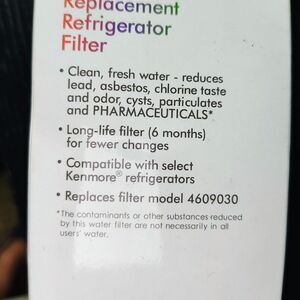 Replacement
Refrigerator
Filter
• Clean, fresh water - reduces
lead, asbestos, chlorine taste
and odor, cysts, particulates
and PHARMACEUTICALS*
• Long-life filter (6 months)
for fewer changes
• Compatible with select
Kenmore® refrigerators
• Replaces filter model 4609030
*The contaminants or other substances reduced
by this water filter are not necessarily in all
users' water.